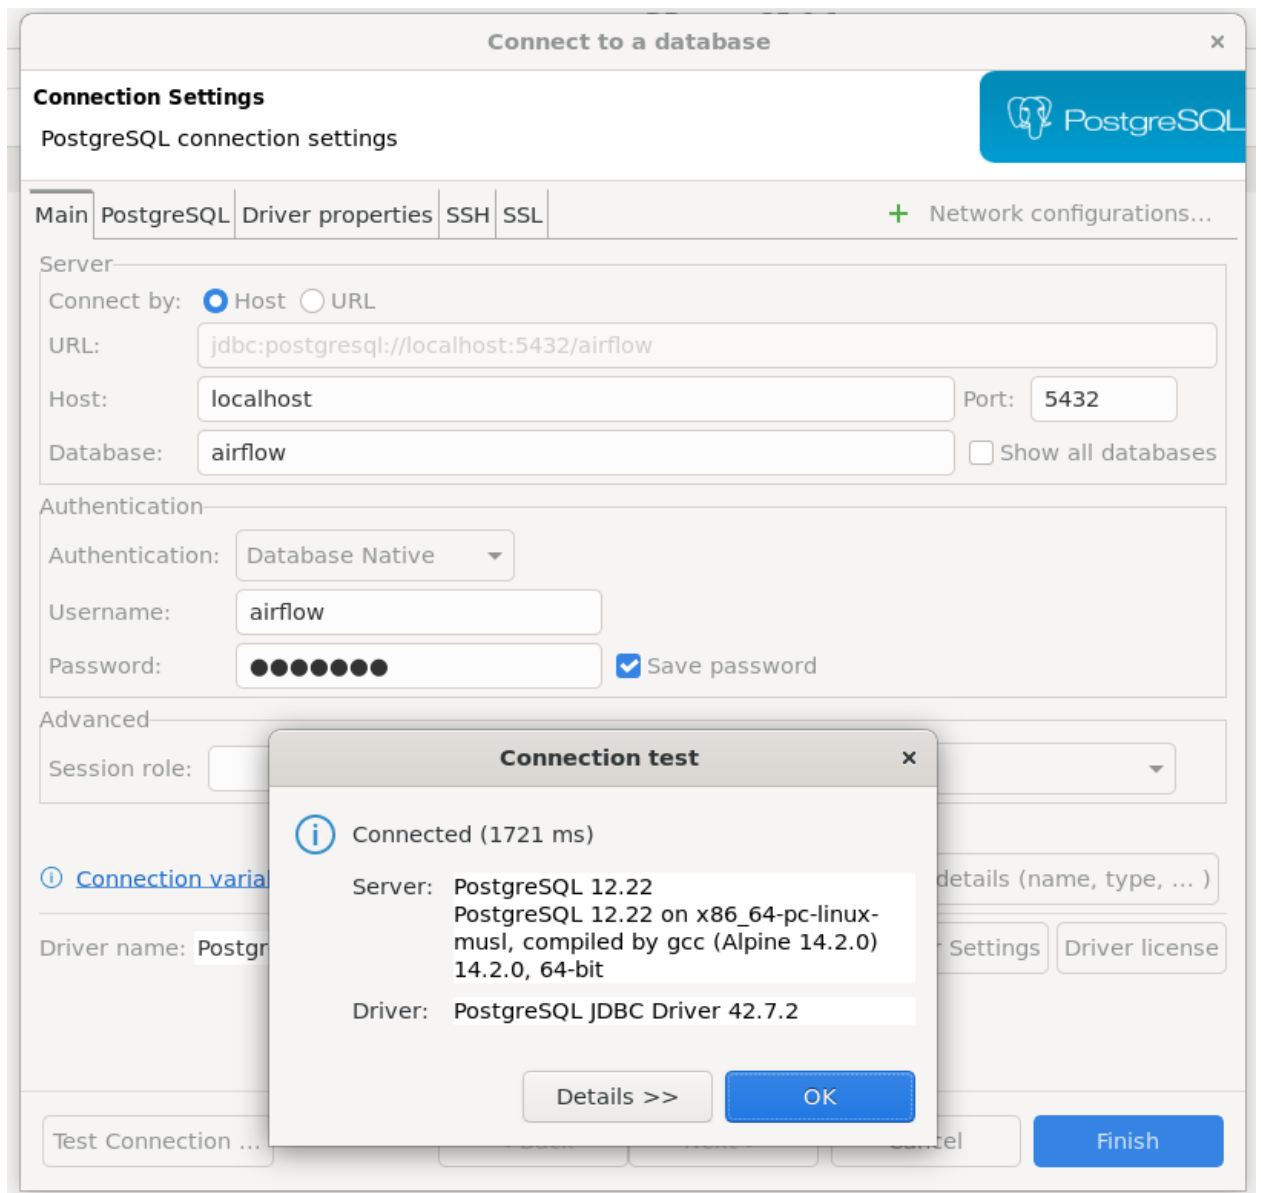 Connect to a database
×
Connection Settings
PostgreSQL connection settings
PostgreSQL
Main PostgreSQL Driver properties SSH SSL
+ Network configurations...
Server
Connect by: Host URL
URL: jdbc:postgresql://localhost:5432/airflow
Host: localhost Port: 5432
Database: airflow Show all databases
Authentication
Authentication: Database Native
Username: airflow
Password: ●●●●●●● Save password
Advanced
Session role:
Connection test ×
Connected (1721 ms)
Server: PostgreSQL 12.22
PostgreSQL 12.22 on x86_64-pc-linux-
musl, compiled by gcc (Alpine 14.2.0)
14.2.0, 64-bit
Driver: PostgreSQL JDBC Driver 42.7.2
Details >> OK
Connection varia
details (name, type, ... )
Driver name: Postgr
Settings Driver license
Test Connection ... Cancel Finish